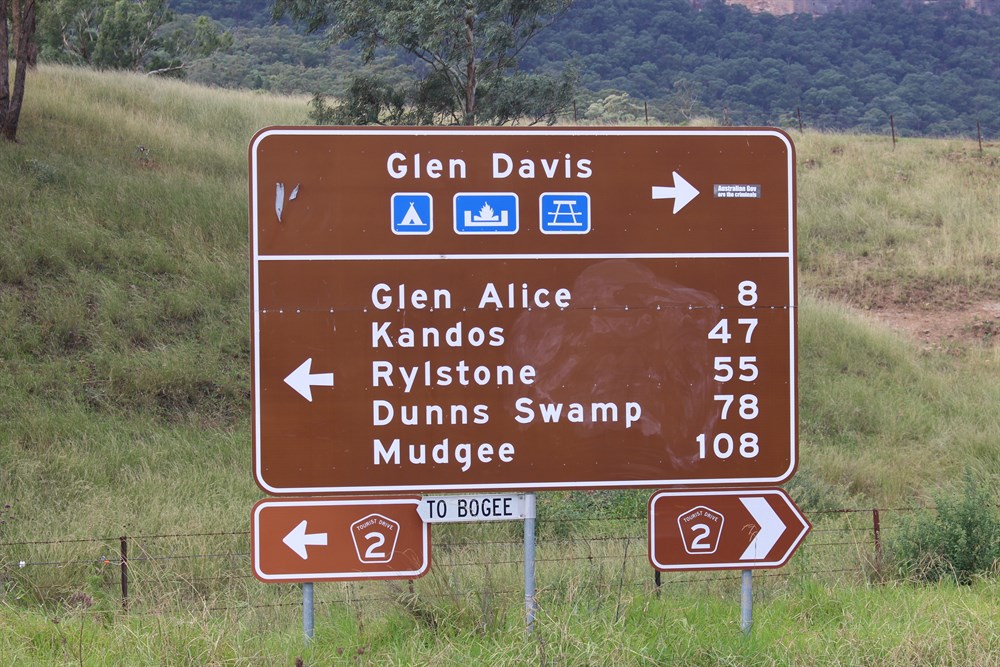 Glen Davis
Australian Gov
are the criminals
Glen Alice 8
Kandos 47
Rylstone 55
Dunns Swamp 78
Mudgee 108
TO BOGEE
TOURIST DRIVE
2
TOURIST DRIVE
2